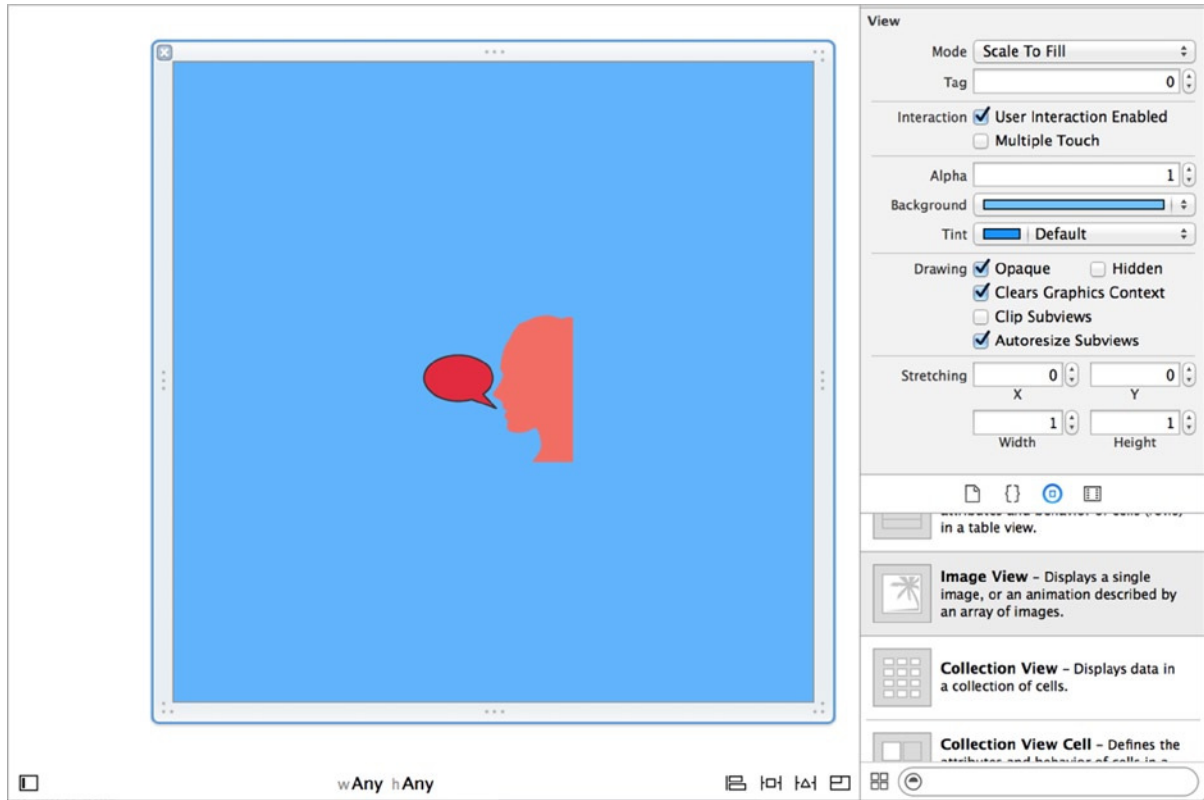 View
Mode Scale To Fill
Tag 0
Interaction User Interaction Enabled
Multiple Touch
Alpha 1
Background
Tint Default
Drawing Opaque Hidden
Clears Graphics Context
Clip Subviews
Autoresize Subviews
Stretching 0 0
X Y
1 1
Width Height
in a table view.
Image View – Displays a single
image, or an animation described by
an array of images.
Collection View – Displays data in
a collection of cells.
Collection View Cell – Defines the
wAny hAny